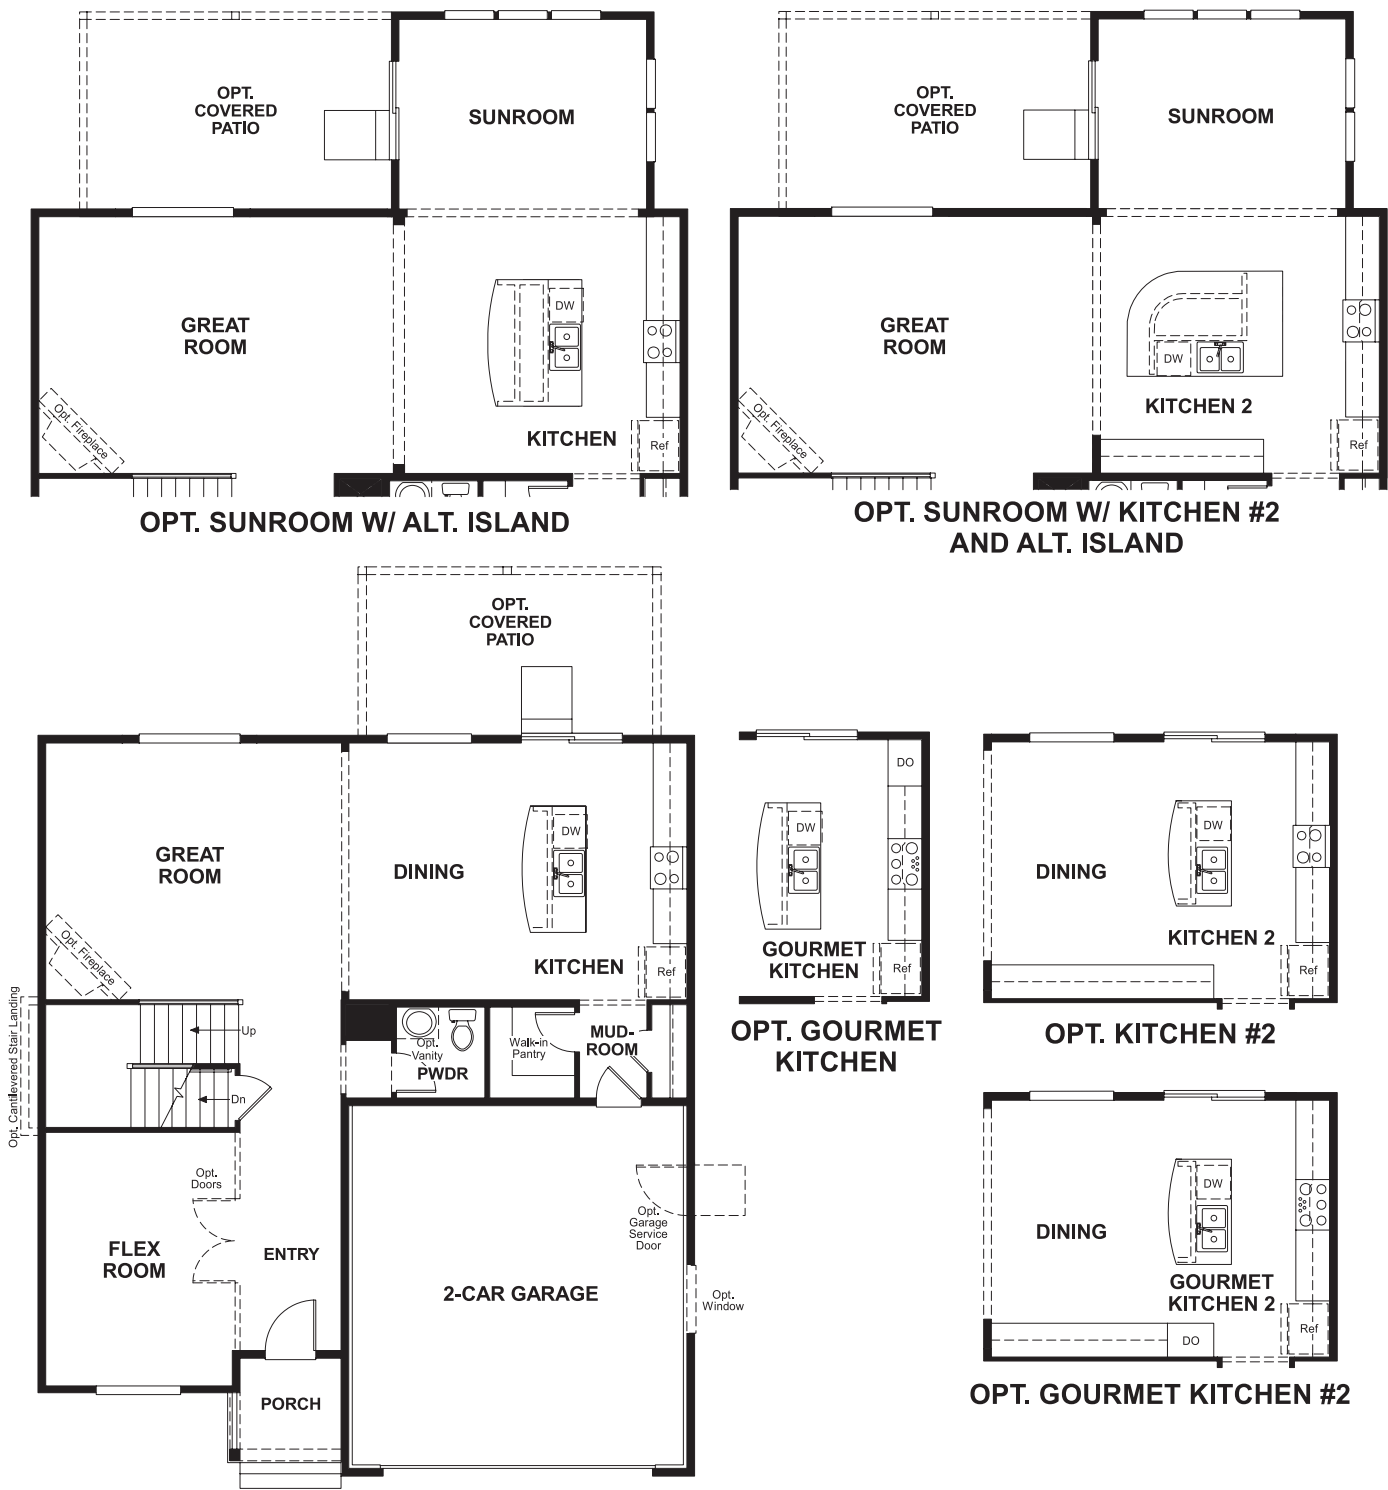 OPT.
COVERED
PATIO
SUNROOM
GREAT
ROOM
DW
Opt. Fireplace
KITCHEN
Ref
OPT. SUNROOM W/ ALT. ISLAND
OPT.
COVERED
PATIO
SUNROOM
GREAT
ROOM
DW
KITCHEN 2
Opt. Fireplace
Ref
OPT. SUNROOM W/ KITCHEN #2
AND ALT. ISLAND
OPT.
COVERED
PATIO
GREAT
ROOM
DINING
DW
Opt. Fireplace
KITCHEN
Ref
Opt. Cantilevered Stair Landing
Up
Dn
Opt.
Vanity
PWDR
Walk-in
Pantry
MUD-
ROOM
Opt.
Doors
FLEX
ROOM
ENTRY
2-CAR GARAGE
Opt.
Garage
Service
Door
Opt.
Window
PORCH
DO
DW
GOURMET
KITCHEN
Ref
OPT. GOURMET
KITCHEN
DW
DINING
KITCHEN 2
Ref
OPT. KITCHEN #2
DW
DINING
GOURMET
KITCHEN 2
Ref
DO
OPT. GOURMET KITCHEN #2